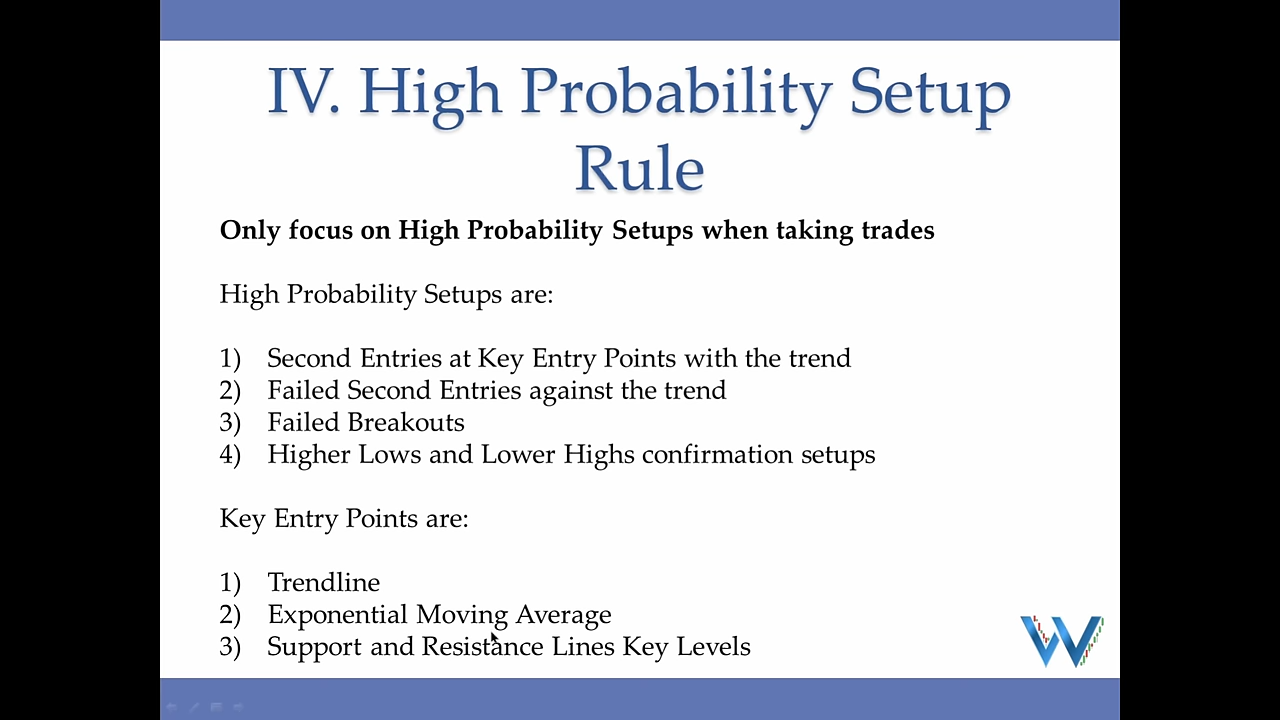 IV. High Probability Setup
Rule
Only focus on High Probability Setups when taking trades
High Probability Setups are:
1) Second Entries at Key Entry Points with the trend
2) Failed Second Entries against the trend
3) Failed Breakouts
4) Higher Lows and Lower Highs confirmation setups
Key Entry Points are:
1) Trendline
2) Exponential Moving Average
3) Support and Resistance Lines Key Levels
W